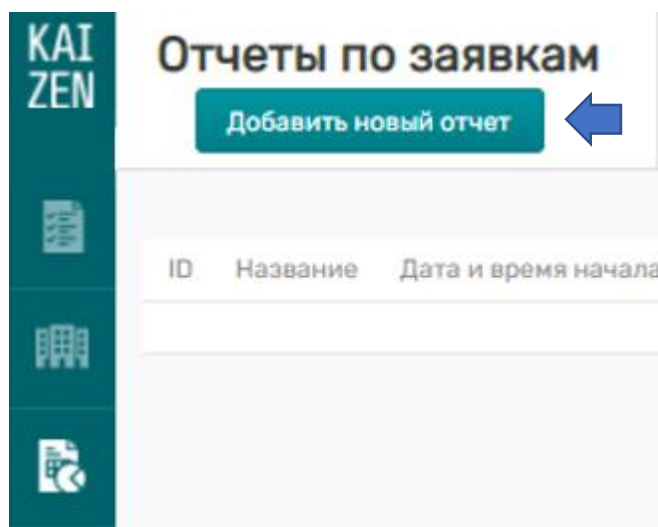 KAI
ZEN
Отчеты по заявкам
Добавить новый отчет
ID Название Дата и время начала